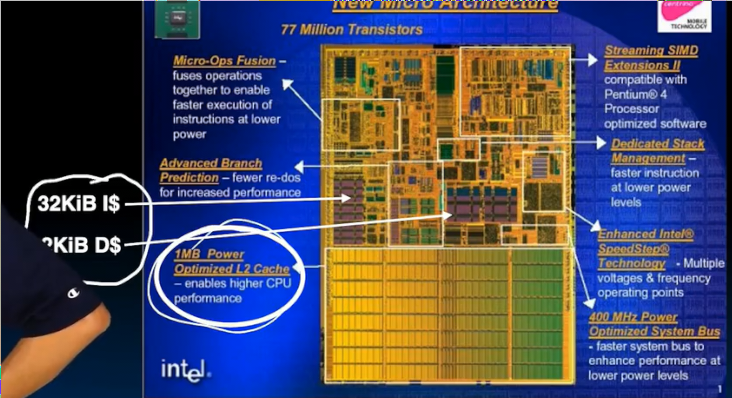 New Micro-Architecture
intel
MOBILE
TECHNOLOGY
77 Million Transistors
Micro-Ops Fusion –
fuses operations
together to enable
faster execution of
instructions at lower
power
Advanced Branch
Prediction – fewer re-dos
for increased performance
32KiB I$
2KiB D$
1MB Power
Optimized L2 Cache
– enables higher CPU
performance
Streaming SIMD
Extensions II
compatible with
Pentium® 4
Processor
optimized software
Dedicated Stack
Management –
faster instruction
at lower power
levels
Enhanced Intel®
SpeedStep®
Technology - Multiple
voltages & frequency
operating points
400 MHz Power
Optimized System Bus
- faster system bus to
enhance performance at
lower power levels
intel
1